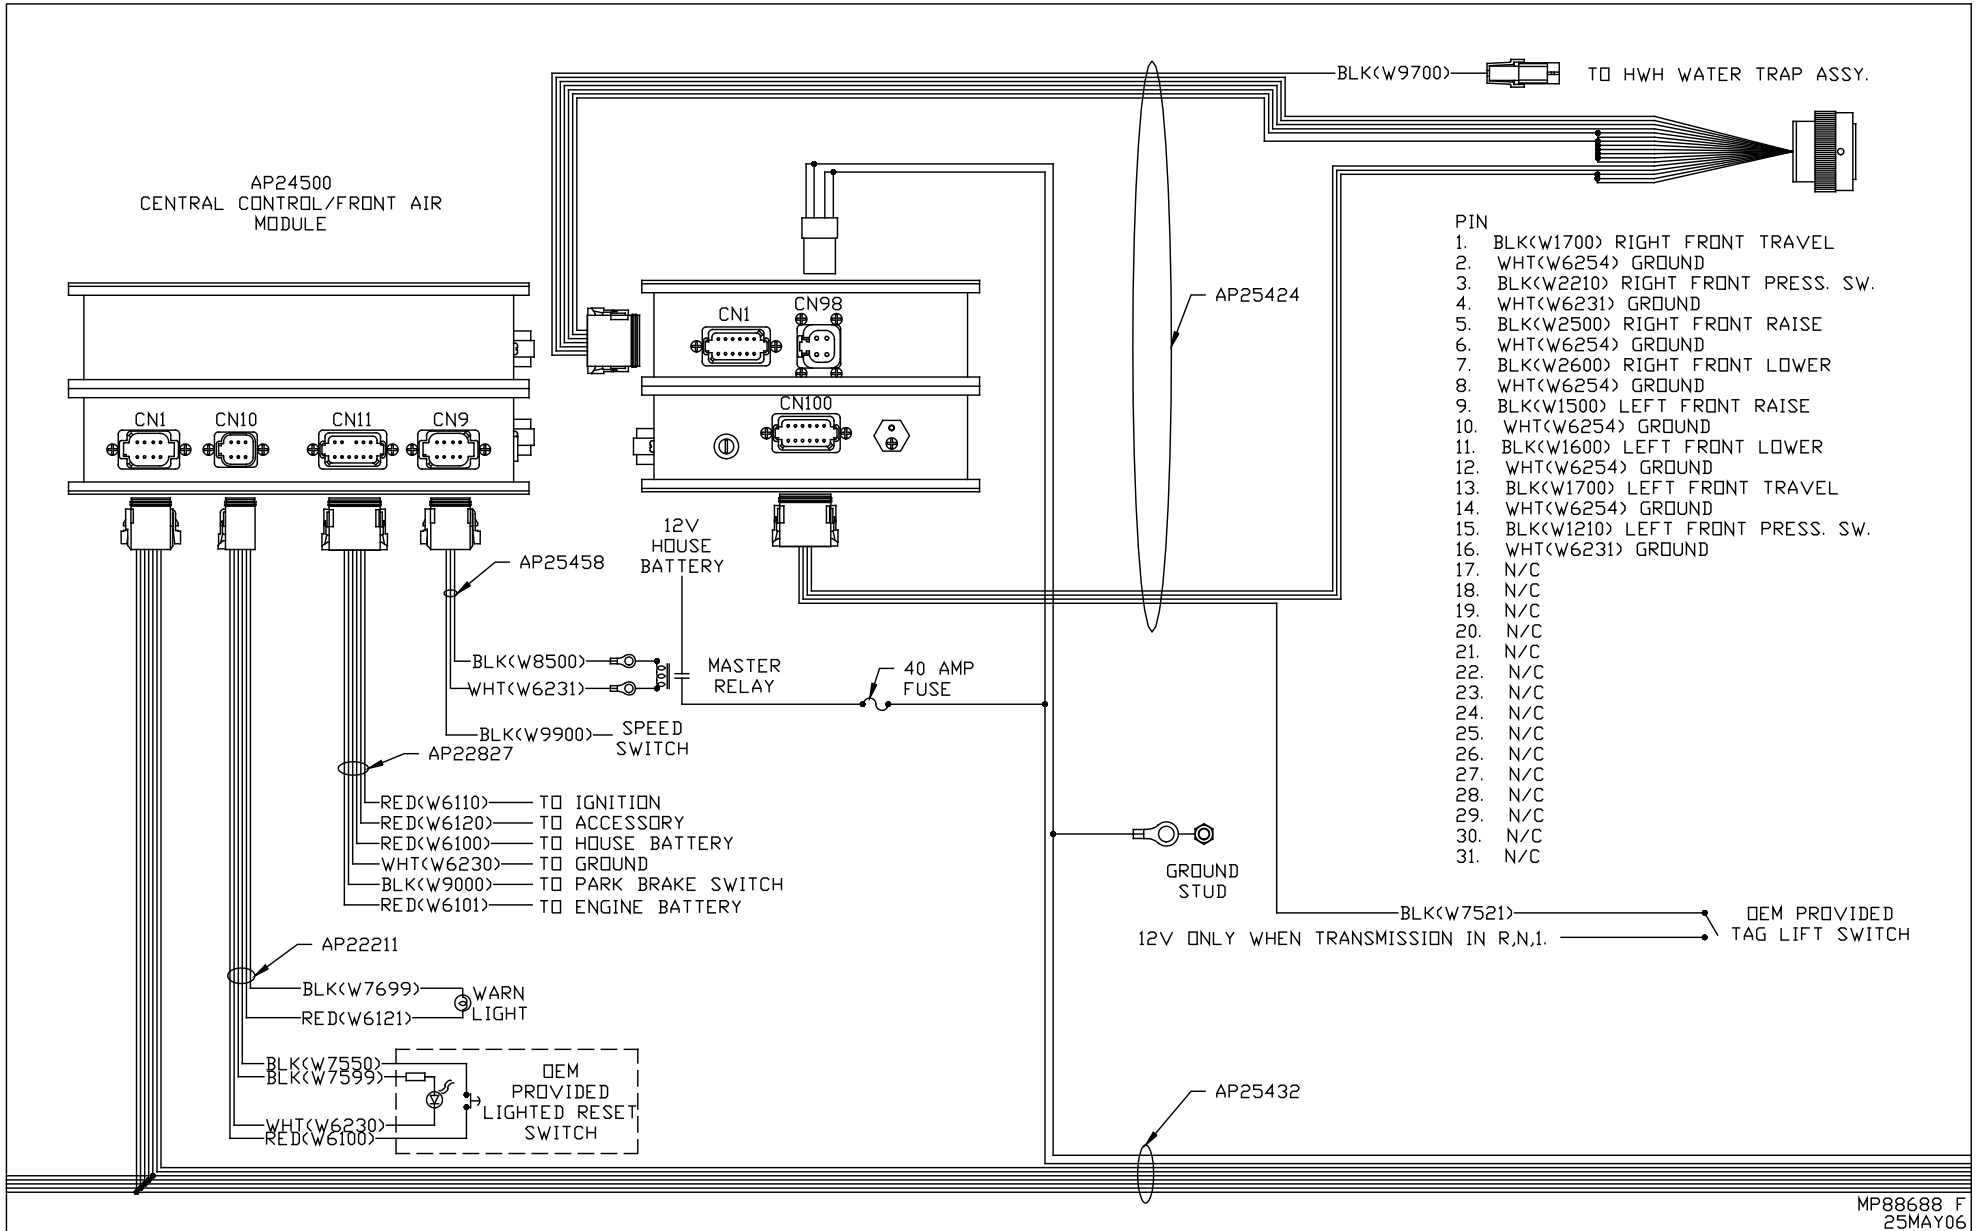 BLK(W9700)
TO HWH WATER TRAP ASSY.
AP24500
CENTRAL CONTROL/FRONT AIR
MODULE
PIN
1. BLK(W1700) RIGHT FRONT TRAVEL
2. WHT(W6254) GROUND
3. BLK(W2210) RIGHT FRONT PRESS. SW.
4. WHT(W6231) GROUND
5. BLK(W2500) RIGHT FRONT RAISE
6. WHT(W6254) GROUND
7. BLK(W2600) RIGHT FRONT LOWER
8. WHT(W6254) GROUND
9. BLK(W1500) LEFT FRONT RAISE
10. WHT(W6254) GROUND
11. BLK(W1600) LEFT FRONT LOWER
12. WHT(W6254) GROUND
13. BLK(W1700) LEFT FRONT TRAVEL
14. WHT(W6254) GROUND
15. BLK(W1210) LEFT FRONT PRESS. SW.
16. WHT(W6231) GROUND
17. N/C
18. N/C
19. N/C
20. N/C
21. N/C
22. N/C
23. N/C
24. N/C
25. N/C
26. N/C
27. N/C
28. N/C
29. N/C
30. N/C
31. N/C
AP25424
CN1
CN98
CN100
CN1
CN10
CN11
CN9
12V
HOUSE
BATTERY
AP25458
BLK(W8500)
WHT(W6231)
MASTER
RELAY
40 AMP
FUSE
BLK(W9900)
SPEED
SWITCH
AP22827
RED(W6110) TO IGNITION
RED(W6120) TO ACCESSORY
RED(W6100) TO HOUSE BATTERY
WHT(W6230) TO GROUND
BLK(W9000) TO PARK BRAKE SWITCH
RED(W6101) TO ENGINE BATTERY
GROUND
STUD
BLK(W7521)
12V ONLY WHEN TRANSMISSION IN R,N,1.
OEM PROVIDED
TAG LIFT SWITCH
AP22211
BLK(W7699)
RED(W6121)
WARN
LIGHT
BLK(W7550)
BLK(W7599)
WHT(W6230)
RED(W6100)
OEM
PROVIDED
LIGHTED RESET
SWITCH
AP25432
MP88688 F
25MAY06